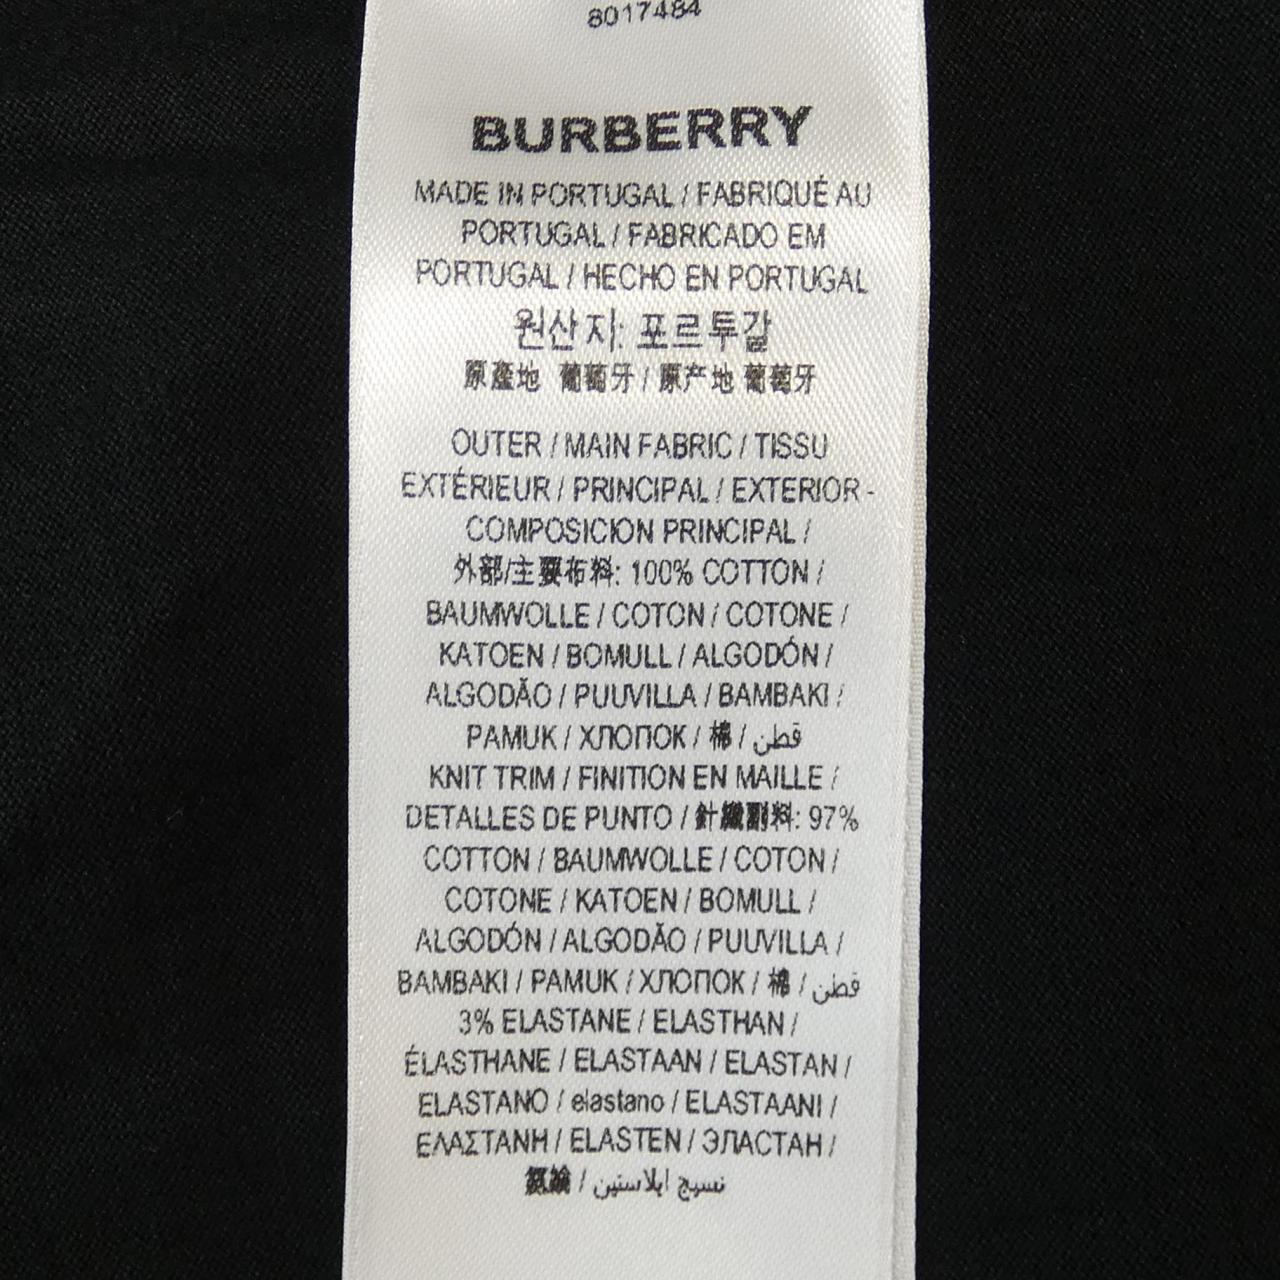 8017484
BURBERRY
MADE IN PORTUGAL / FABRIQUÉ AU
PORTUGAL / FABRICADO EM
PORTUGAL / HECHO EN PORTUGAL
원산지: 포르투갈
原産地 葡萄牙 / 原产地 葡萄牙
OUTER / MAIN FABRIC / TISSU
EXTÉRIEUR / PRINCIPAL / EXTERIOR -
COMPOSICION PRINCIPAL /
外部/主要布料: 100% COTTON /
BAUMWOLLE / COTON / COTONE /
KATOEN / BOMULL / ALGODÓN /
ALGODÃO / PUUVILLA / BAMBAKI /
PAMUK / ХЛОПОК / 棉 / قطن
KNIT TRIM / FINITION EN MAILLE /
DETALLES DE PUNTO / 針織副料: 97%
COTTON / BAUMWOLLE / COTON /
COTONE / KATOEN / BOMULL /
ALGODÓN / ALGODÃO / PUUVILLA /
BAMBAKI / PAMUK / ХЛОПОК / 棉 / قطن
3% ELASTANE / ELASTHAN /
ÉLASTHANE / ELASTAAN / ELASTAN /
ELASTANO / elastano / ELASTAANI /
ΕΛΑΣΤΑΝΗ / ELASTEN / ЭЛАСТАН /
氨綸 / نسيج ايلاستين